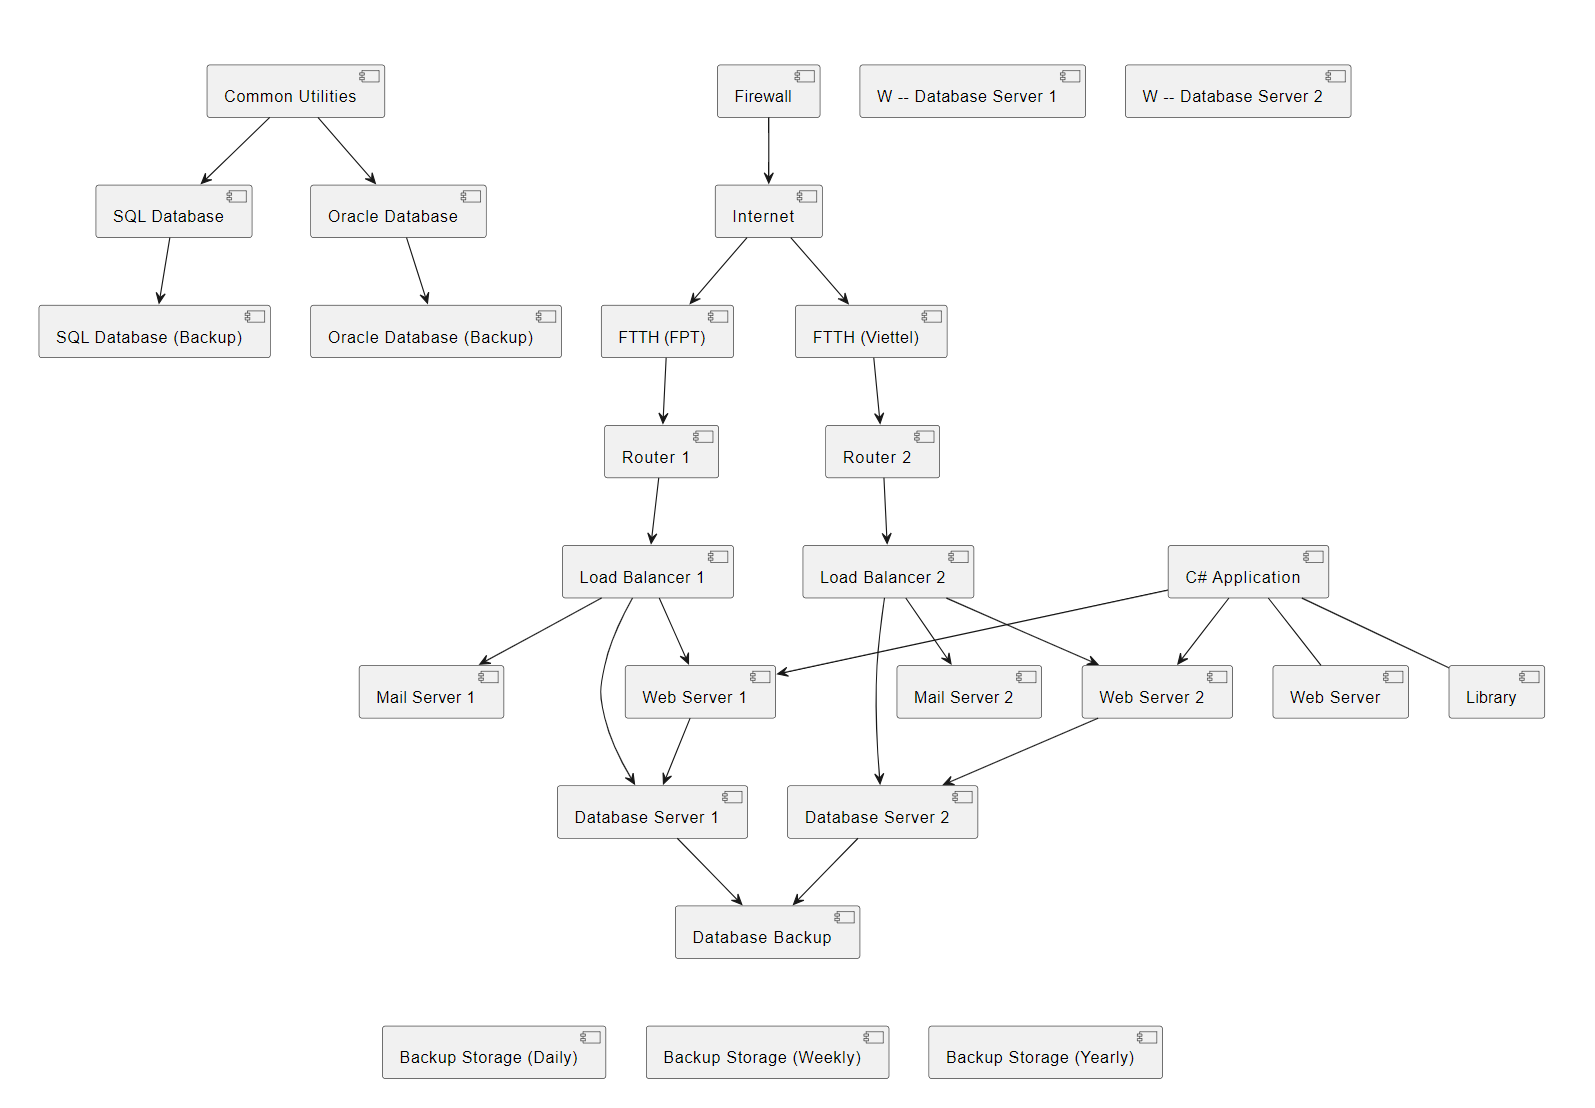 Common Utilities
Firewall
W -- Database Server 1
W -- Database Server 2
SQL Database
Oracle Database
Internet
SQL Database (Backup)
Oracle Database (Backup)
FTTH (FPT)
FTTH (Viettel)
Router 1
Router 2
Load Balancer 1
Load Balancer 2
C# Application
Mail Server 1
Web Server 1
Mail Server 2
Web Server 2
Web Server
Library
Database Server 1
Database Server 2
Database Backup
Backup Storage (Daily)
Backup Storage (Weekly)
Backup Storage (Yearly)